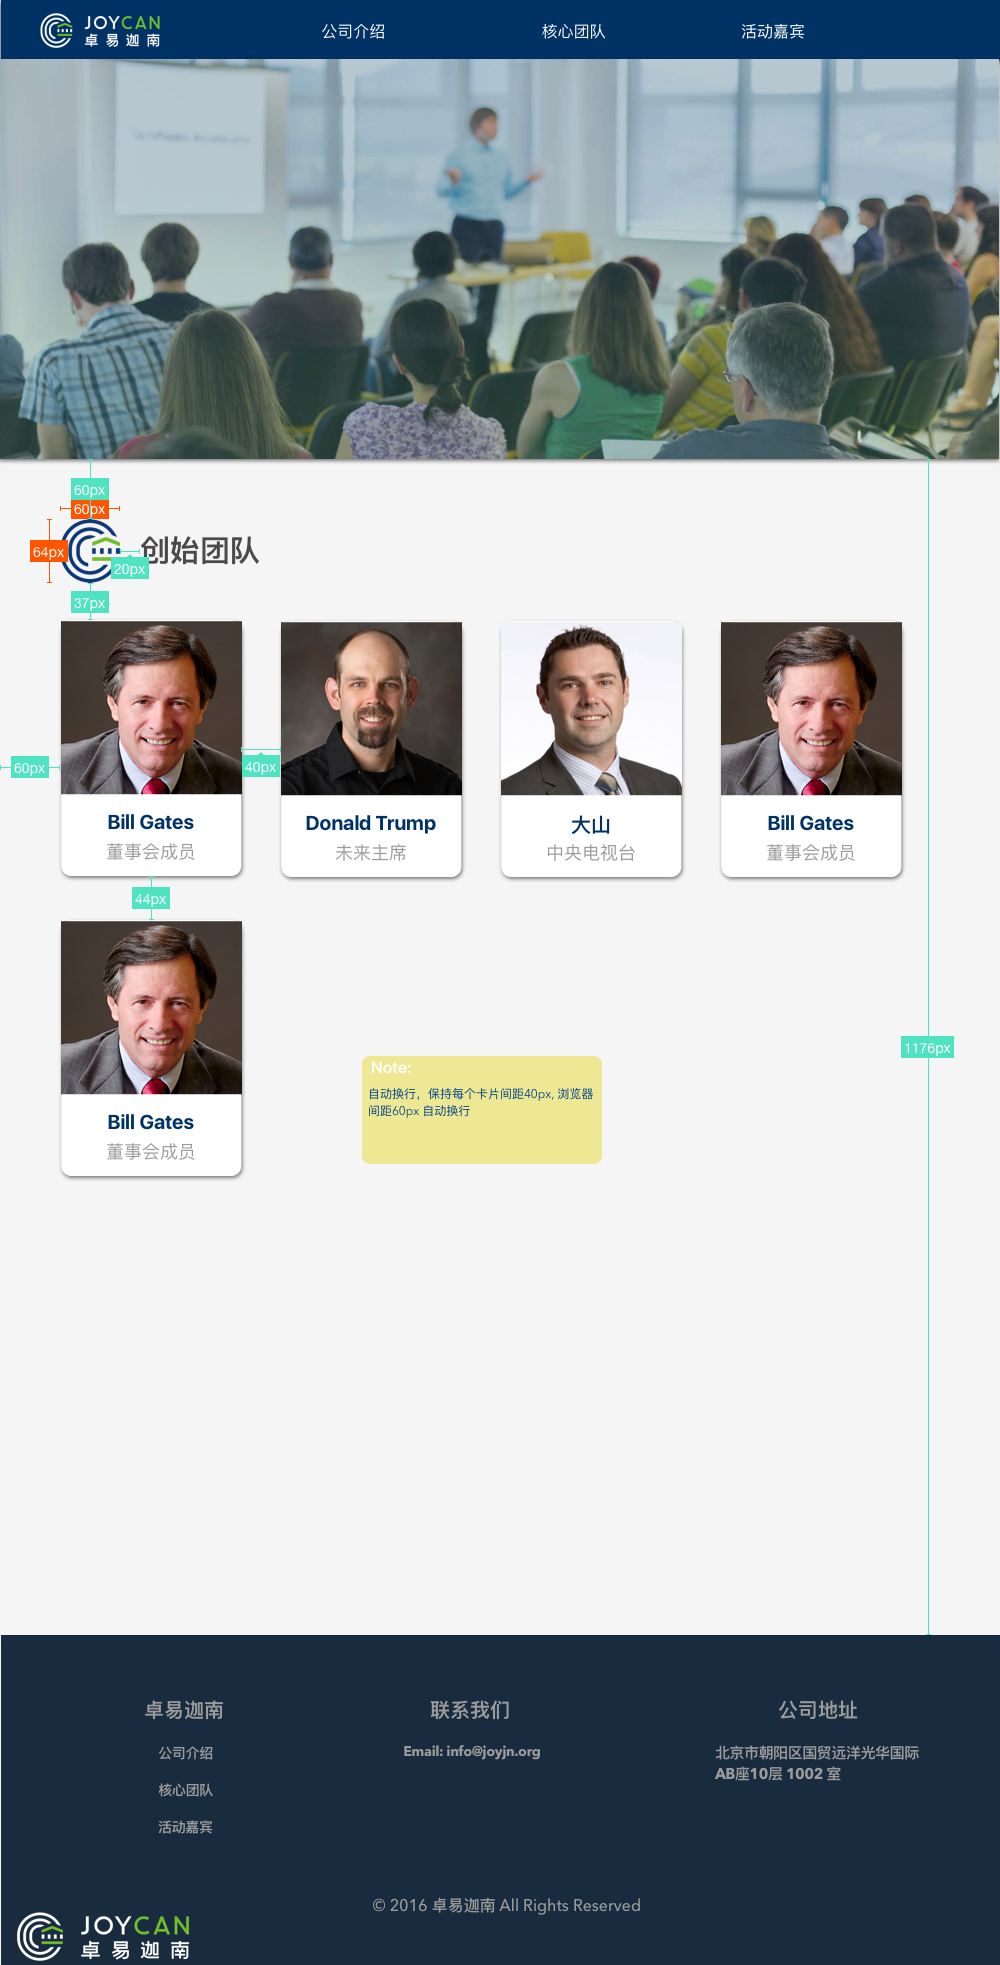 JOYCAN
卓易迦南
公司介绍
核心团队
活动嘉宾
60px
60px
64px
创始团队
20px
37px
60px
40px
Bill Gates
董事会成员
Donald Trump
未来主席
大山
中央电视台
Bill Gates
董事会成员
44px
Bill Gates
董事会成员
1176px
Note:
自动换行，保持每个卡片间距40px, 浏览器
间距60px 自动换行
卓易迦南
公司介绍
核心团队
活动嘉宾
联系我们
Email: info@joyjn.org
公司地址
北京市朝阳区国贸远洋光华国际
AB座10层 1002 室
© 2016 卓易迦南 All Rights Reserved
JOYCAN
卓易迦南